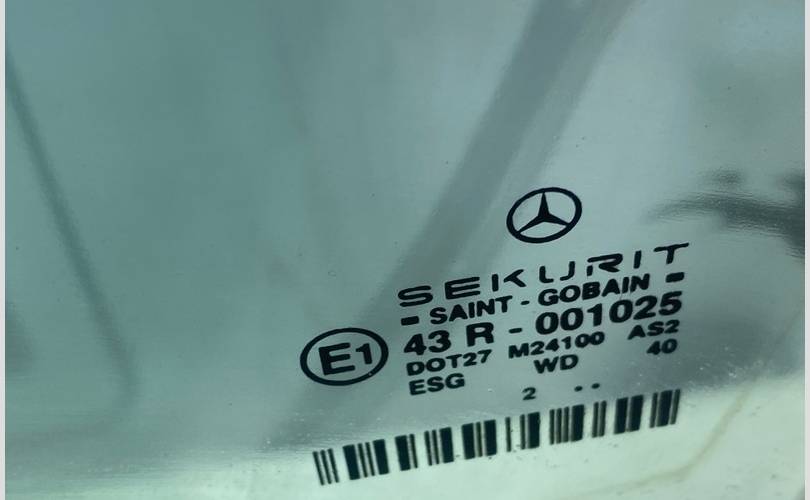 SEKURIT
- SAINT - GOBAIN -
E1 43 R - 001025
DOT27 M24100 AS2
ESG WD 40
2 ..